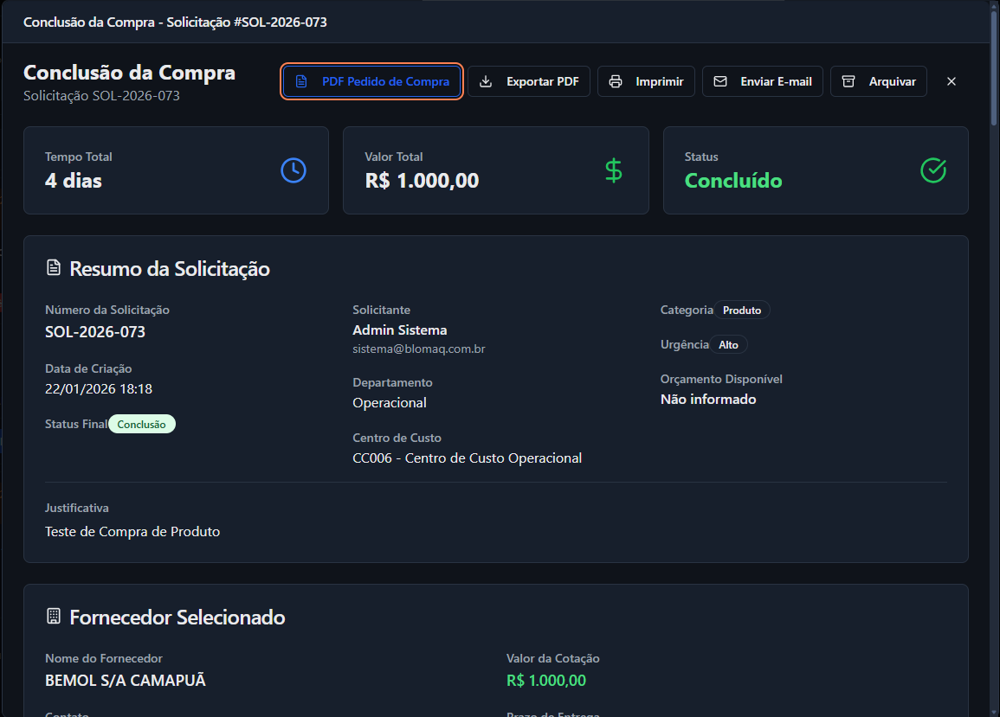 Conclusão da Compra - Solicitação #SOL-2026-073
Conclusão da Compra
Solicitação SOL-2026-073
PDF Pedido de Compra
Exportar PDF
Imprimir
Enviar E-mail
Arquivar
Tempo Total
4 dias
Valor Total
R$ 1.000,00
Status
Concluído
Resumo da Solicitação
Número da Solicitação
SOL-2026-073
Data de Criação
22/01/2026 18:18
Status Final Conclusão
Solicitante
Admin Sistema
sistema@blomaq.com.br
Departamento
Operacional
Centro de Custo
CC006 - Centro de Custo Operacional
Categoria Produto
Urgência Alto
Orçamento Disponível
Não informado
Justificativa
Teste de Compra de Produto
Fornecedor Selecionado
Nome do Fornecedor
BEMOL S/A CAMAPUÃ
Valor da Cotação
R$ 1.000,00
Contato
Prazo de Entrega